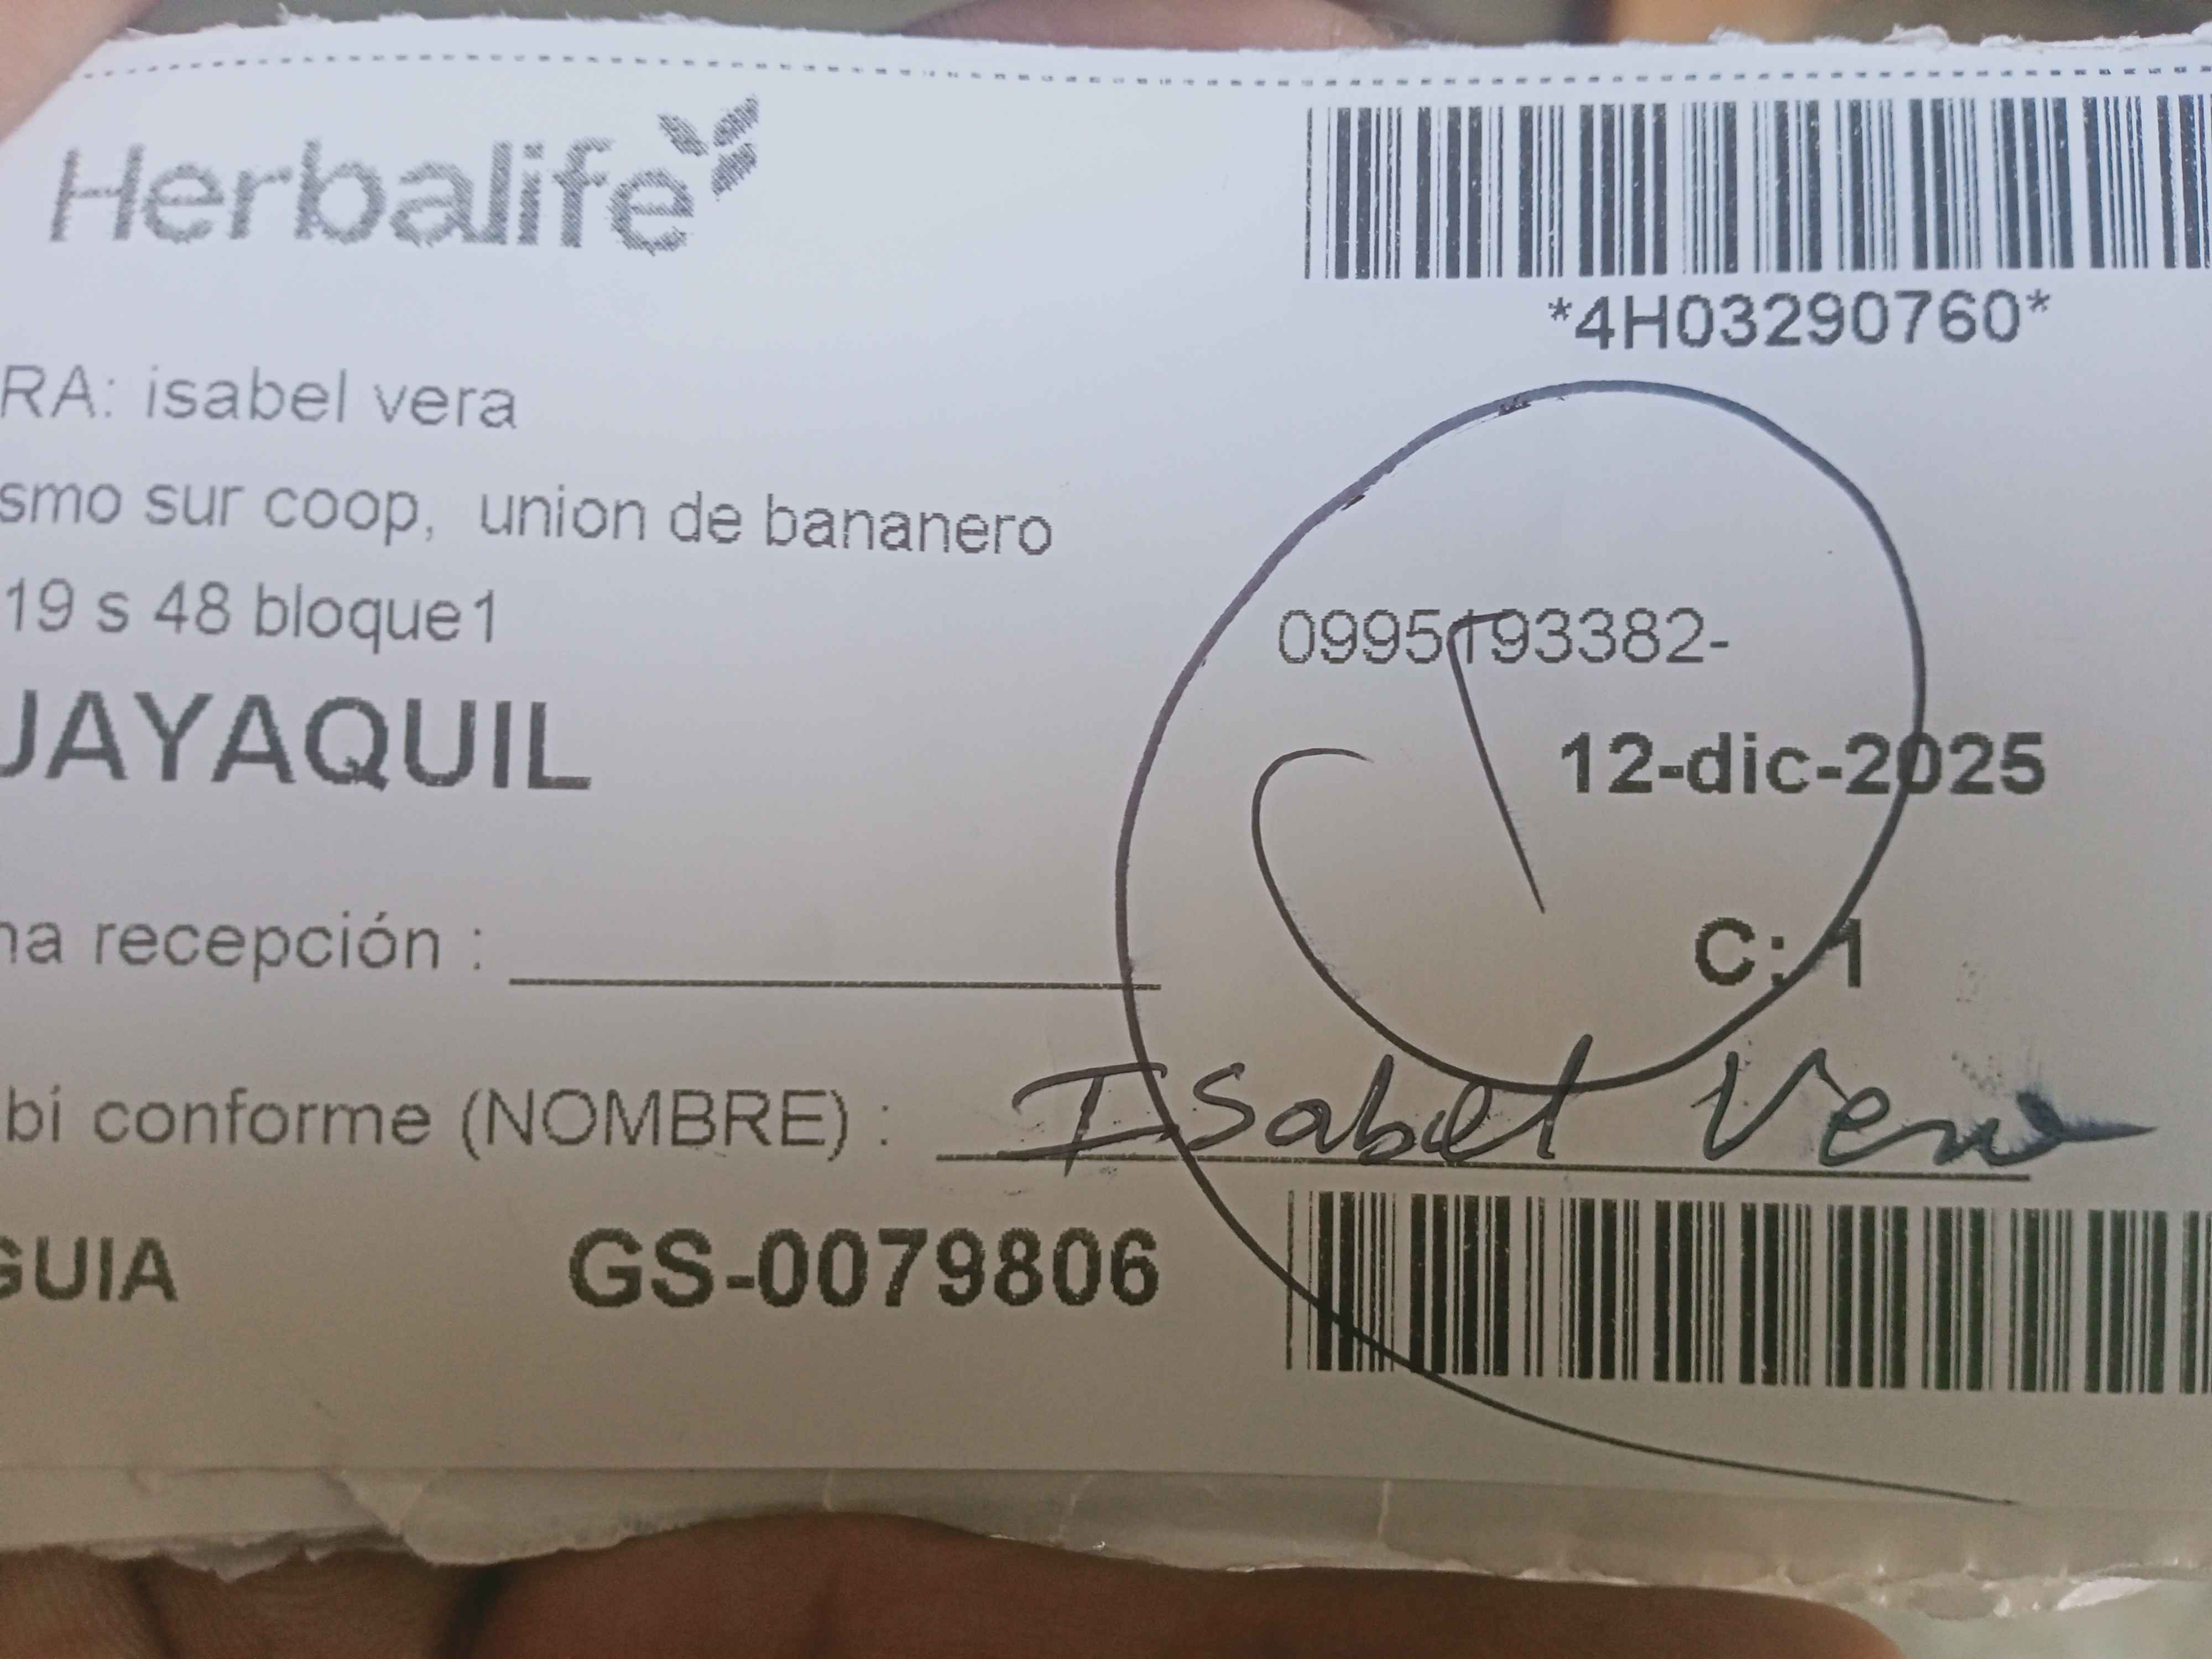 Herbalife
*4H03290760*
RA: isabel vera
smo sur coop, union de bananero
19 s 48 bloque1
0995193382-
JAYAQUIL
12-dic-2025
C: 1
na recepción :
bi conforme (NOMBRE) : Isabel Vera
GUIA GS-0079806